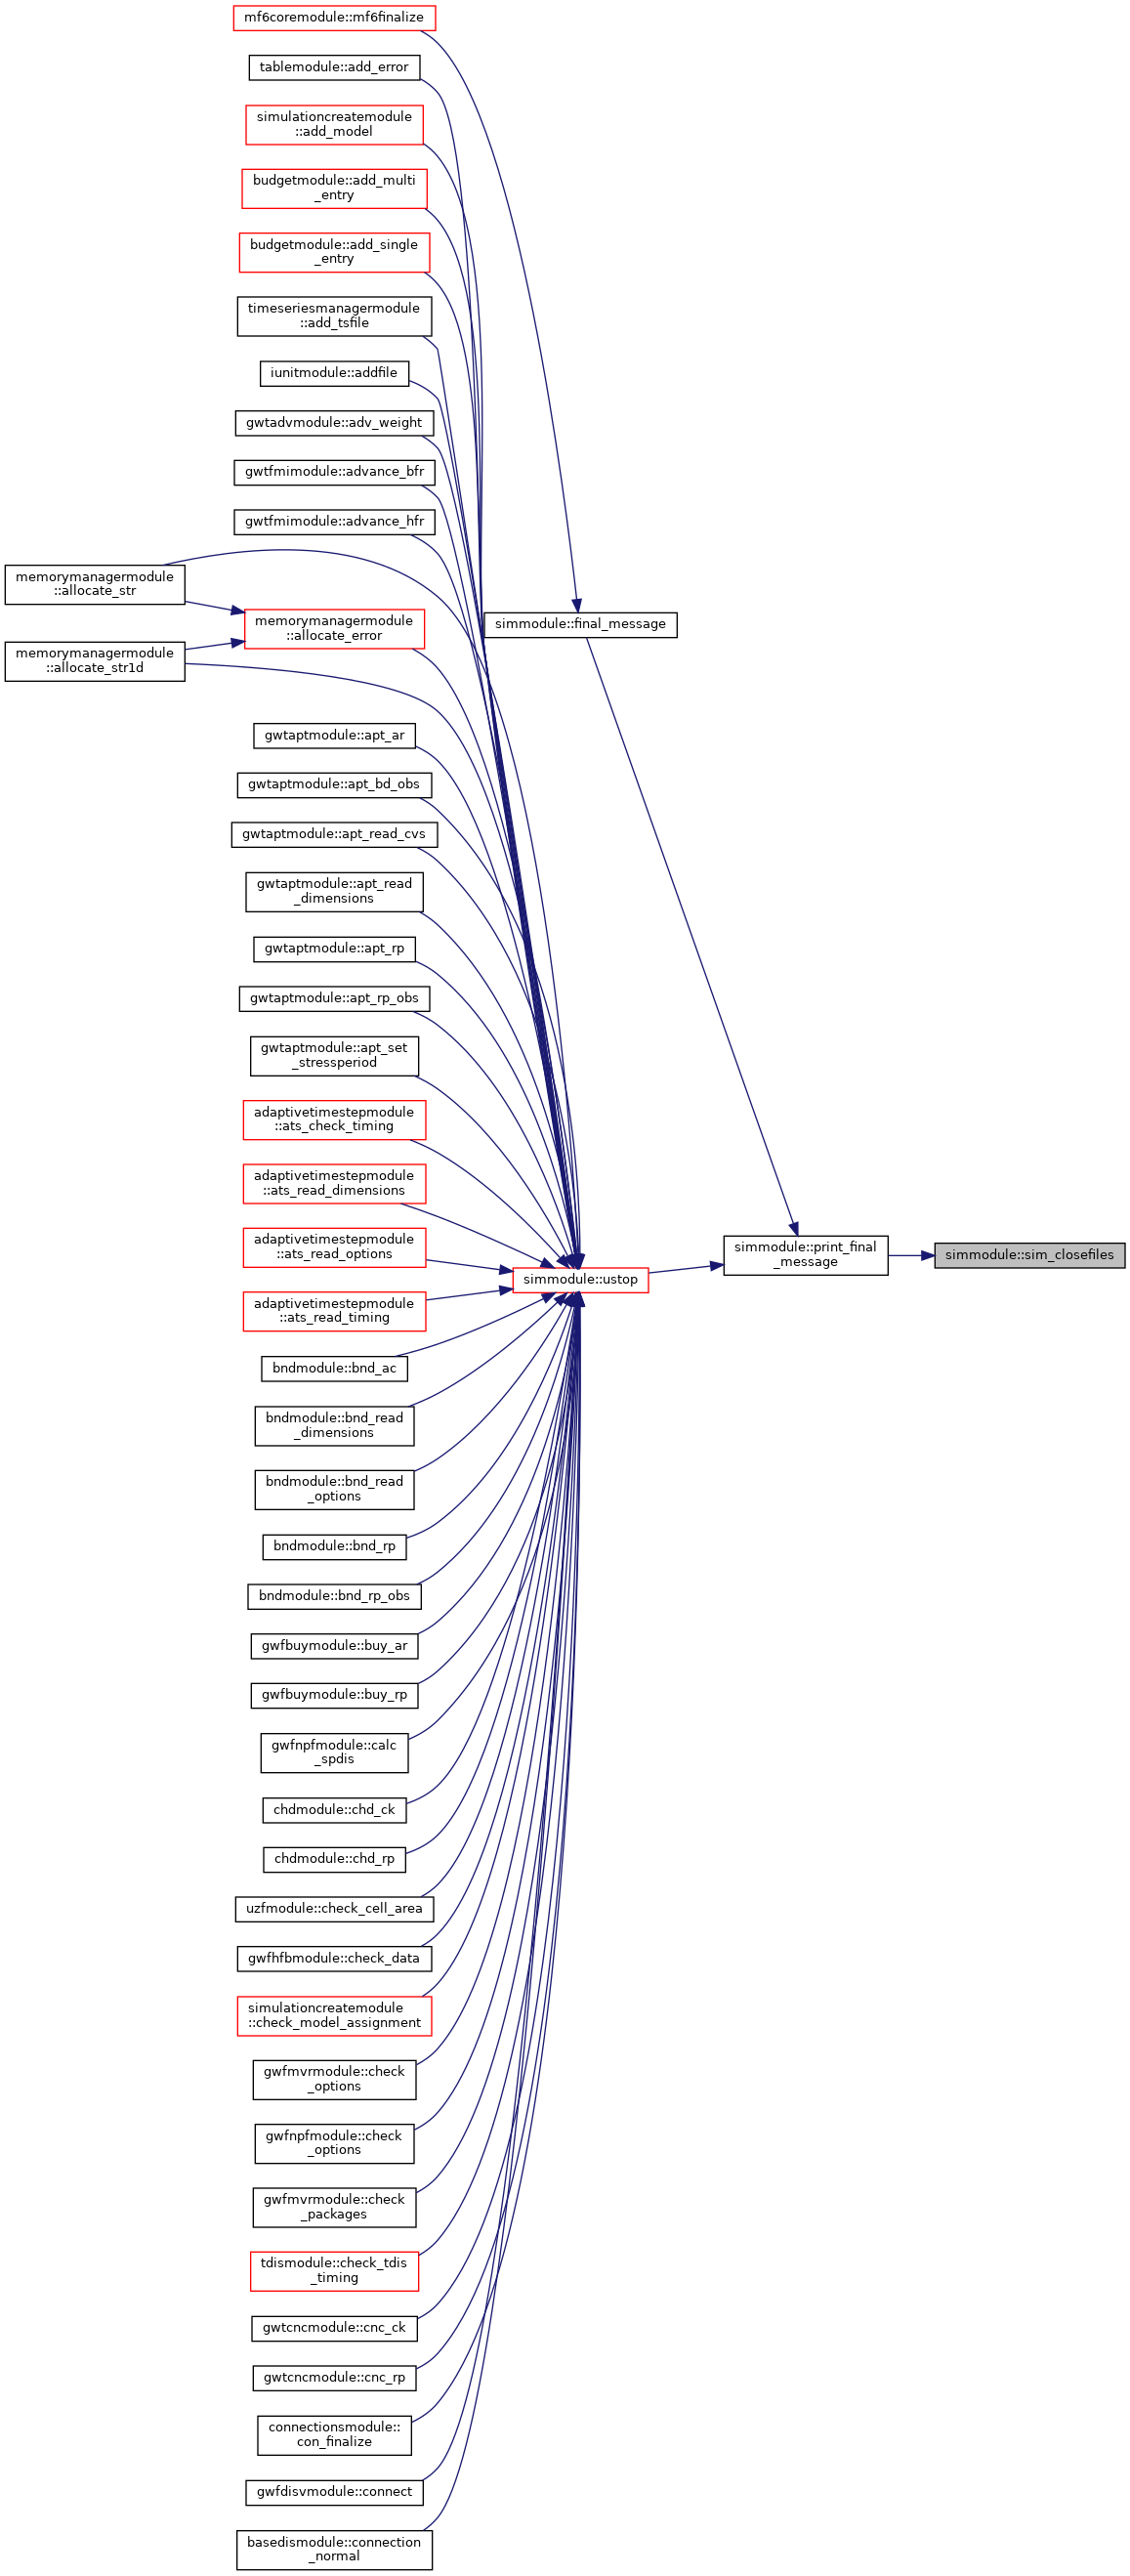 mf6coremodule::mf6finalize
tablemodule::add_error
simulationcreatemodule
::add_model
budgetmodule::add_multi
_entry
budgetmodule::add_single
_entry
timeseriesmanagermodule
::add_tsfile
iunitmodule::addfile
gwtadvmodule::adv_weight
gwtfmimodule::advance_bfr
gwtfmimodule::advance_hfr
memorymanagermodule
::allocate_str
memorymanagermodule
::allocate_error
simmodule::final_message
memorymanagermodule
::allocate_str1d
gwtaptmodule::apt_ar
gwtaptmodule::apt_bd_obs
gwtaptmodule::apt_read_cvs
gwtaptmodule::apt_read
_dimensions
gwtaptmodule::apt_rp
gwtaptmodule::apt_rp_obs
gwtaptmodule::apt_set
_stressperiod
adaptivetimestepmodule
::ats_check_timing
adaptivetimestepmodule
::ats_read_dimensions
adaptivetimestepmodule
::ats_read_options
simmodule::print_final
_message
simmodule::sim_closefiles
simmodule::ustop
adaptivetimestepmodule
::ats_read_timing
bndmodule::bnd_ac
bndmodule::bnd_read
_dimensions
bndmodule::bnd_read
_options
bndmodule::bnd_rp
bndmodule::bnd_rp_obs
gwfbuymodule::buy_ar
gwfbuymodule::buy_rp
gwfnpfmodule::calc
_spdis
chdmodule::chd_ck
chdmodule::chd_rp
uzfmodule::check_cell_area
gwfhfbmodule::check_data
simulationcreatemodule
::check_model_assignment
gwfmvrmodule::check
_options
gwfnpfmodule::check
_options
gwfmvrmodule::check
_packages
tdismodule::check_tdis
_timing
gwtcncmodule::cnc_ck
gwtcncmodule::cnc_rp
connectionsmodule::
con_finalize
gwfdisvmodule::connect
basedismodule::connection
_normal